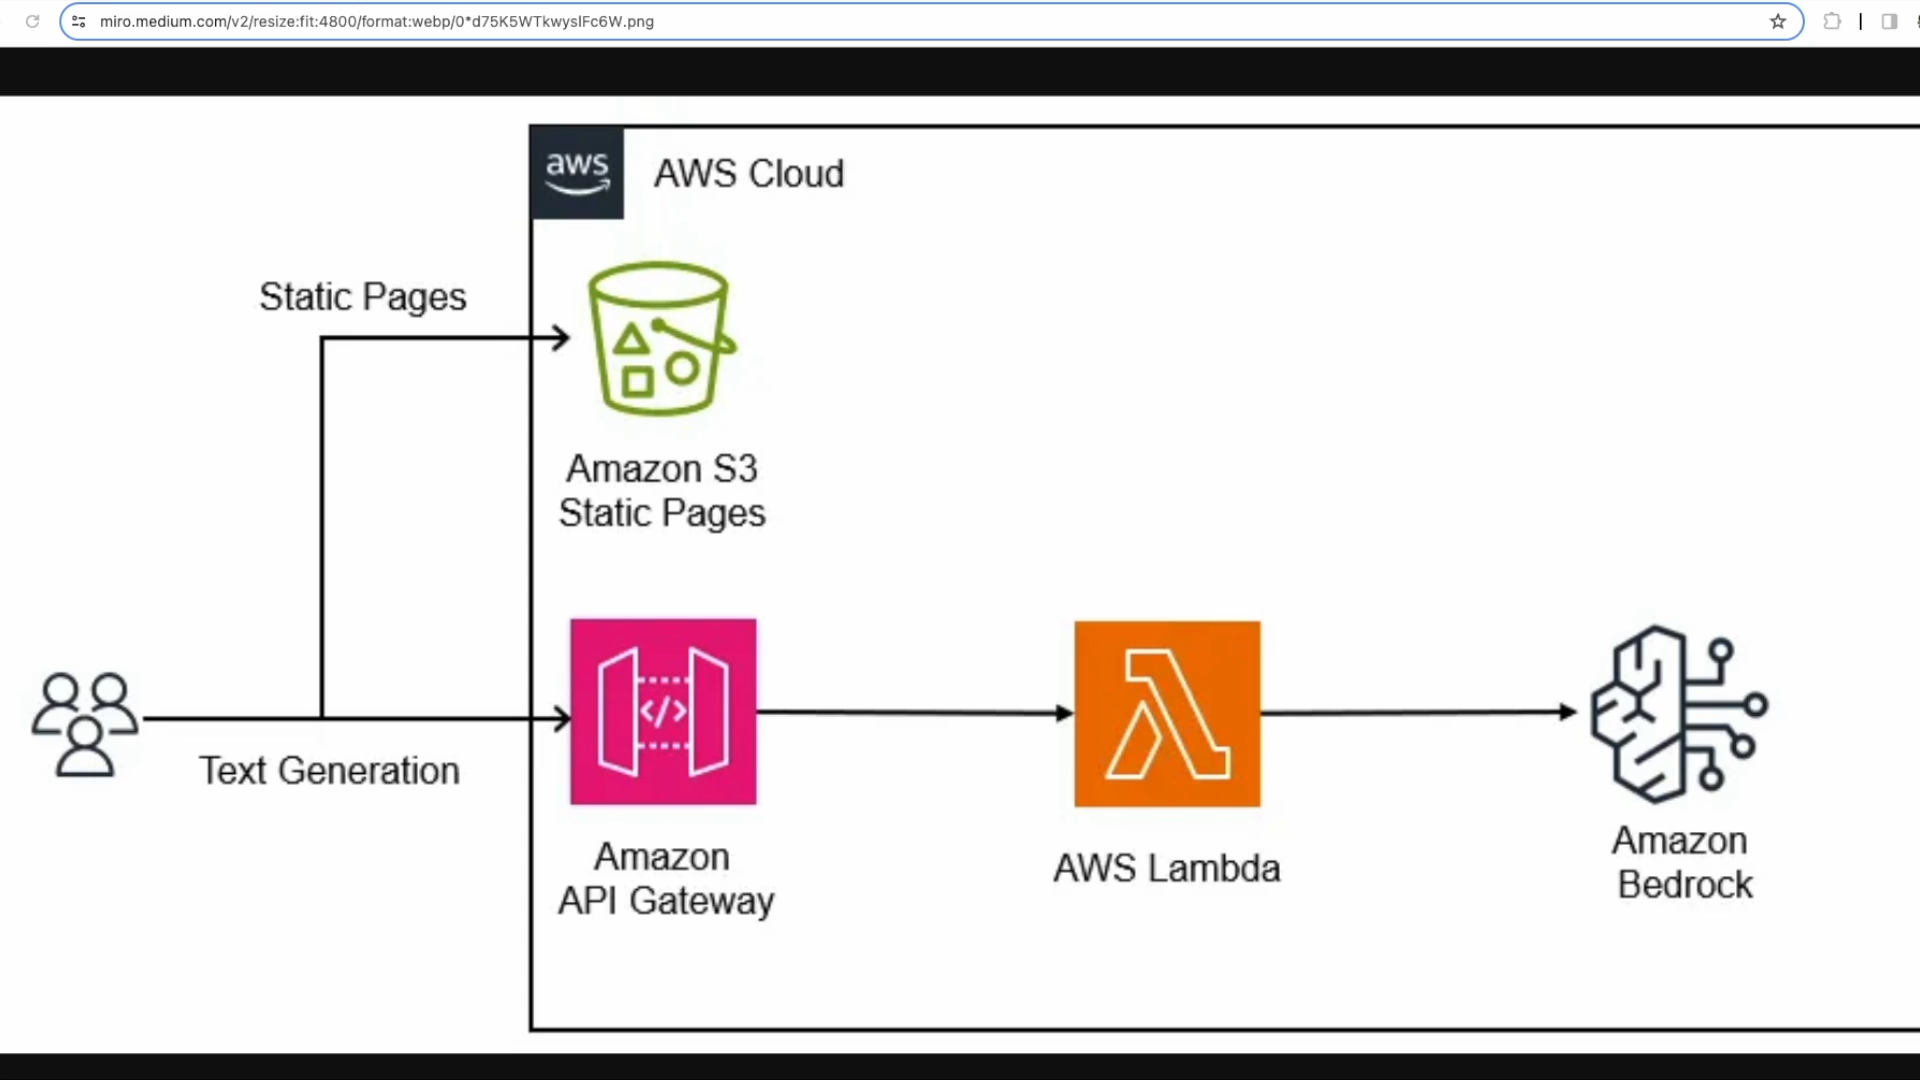 miro.medium.com/v2/resize:fit:4800/format:webp/0*d75K5WTkwysIFc6W.png
aws
AWS Cloud
Static Pages
Amazon S3
Static Pages
</>
Text Generation
Amazon
API Gateway
AWS Lambda
Amazon
Bedrock